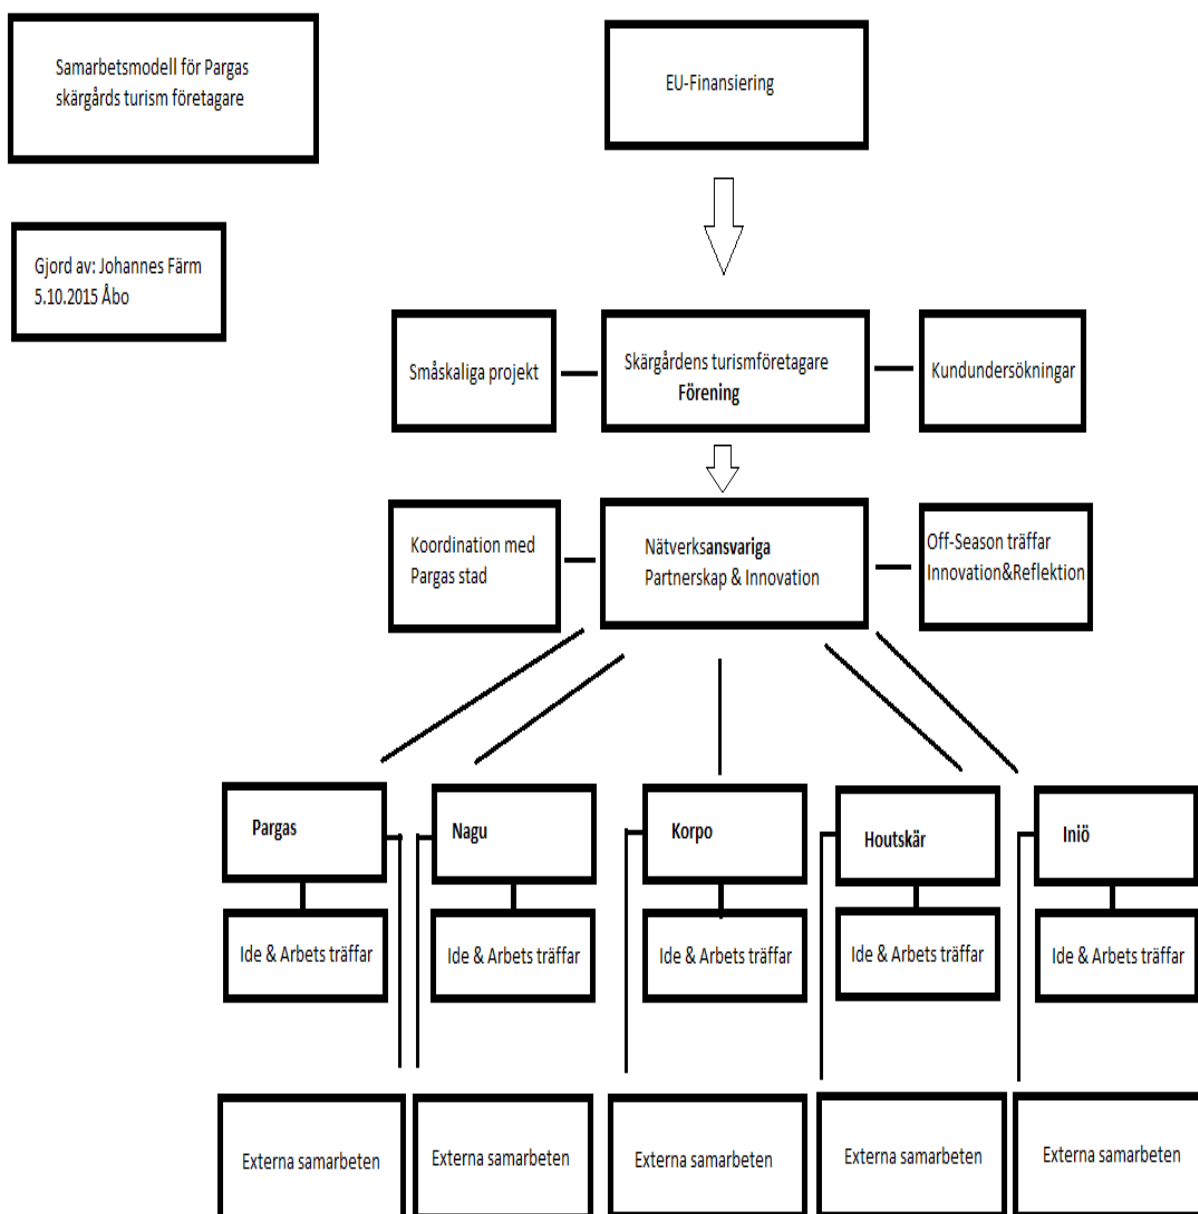 Samarbetsmodell för Pargas
skärgårds turism företagare
EU-Finansiering
Gjord av: Johannes Färm
5.10.2015 Åbo
Småskaliga projekt
Skärgårdens turismföretagare
Förening
Kundundersökningar
Koordination med
Pargas stad
Nätverksansvariga
Partnerskap & Innovation
Off-Season träffar
Innovation&Reflektion
Pargas
Nagu
Korpo
Houtskär
Iniö
Ide & Arbets träffar
Ide & Arbets träffar
Ide & Arbets träffar
Ide & Arbets träffar
Ide & Arbets träffar
Externa samarbeten
Externa samarbeten
Externa samarbeten
Externa samarbeten
Externa samarbeten